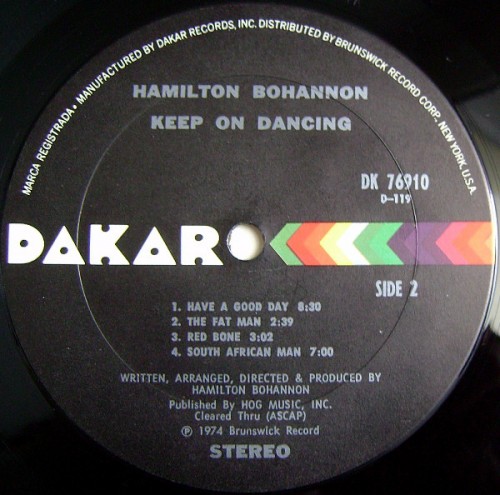 MARCA REGISTRADA • MANUFACTURED BY DAKAR RECORDS, INC. DISTRIBUTED BY BRUNSWICK RECORD CORP. NEW YORK, U.S.A.
HAMILTON BOHANNON
KEEP ON DANCING
DK 76910
D-119
DAKAR
SIDE 2
1. HAVE A GOOD DAY 8:30
2. THE FAT MAN 2:39
3. RED BONE 3:02
4. SOUTH AFRICAN MAN 7:00
WRITTEN, ARRANGED, DIRECTED & PRODUCED BY
HAMILTON BOHANNON
Published By HOG MUSIC, INC.
Cleared Thru (ASCAP)
℗ 1974 Brunswick Record
STEREO